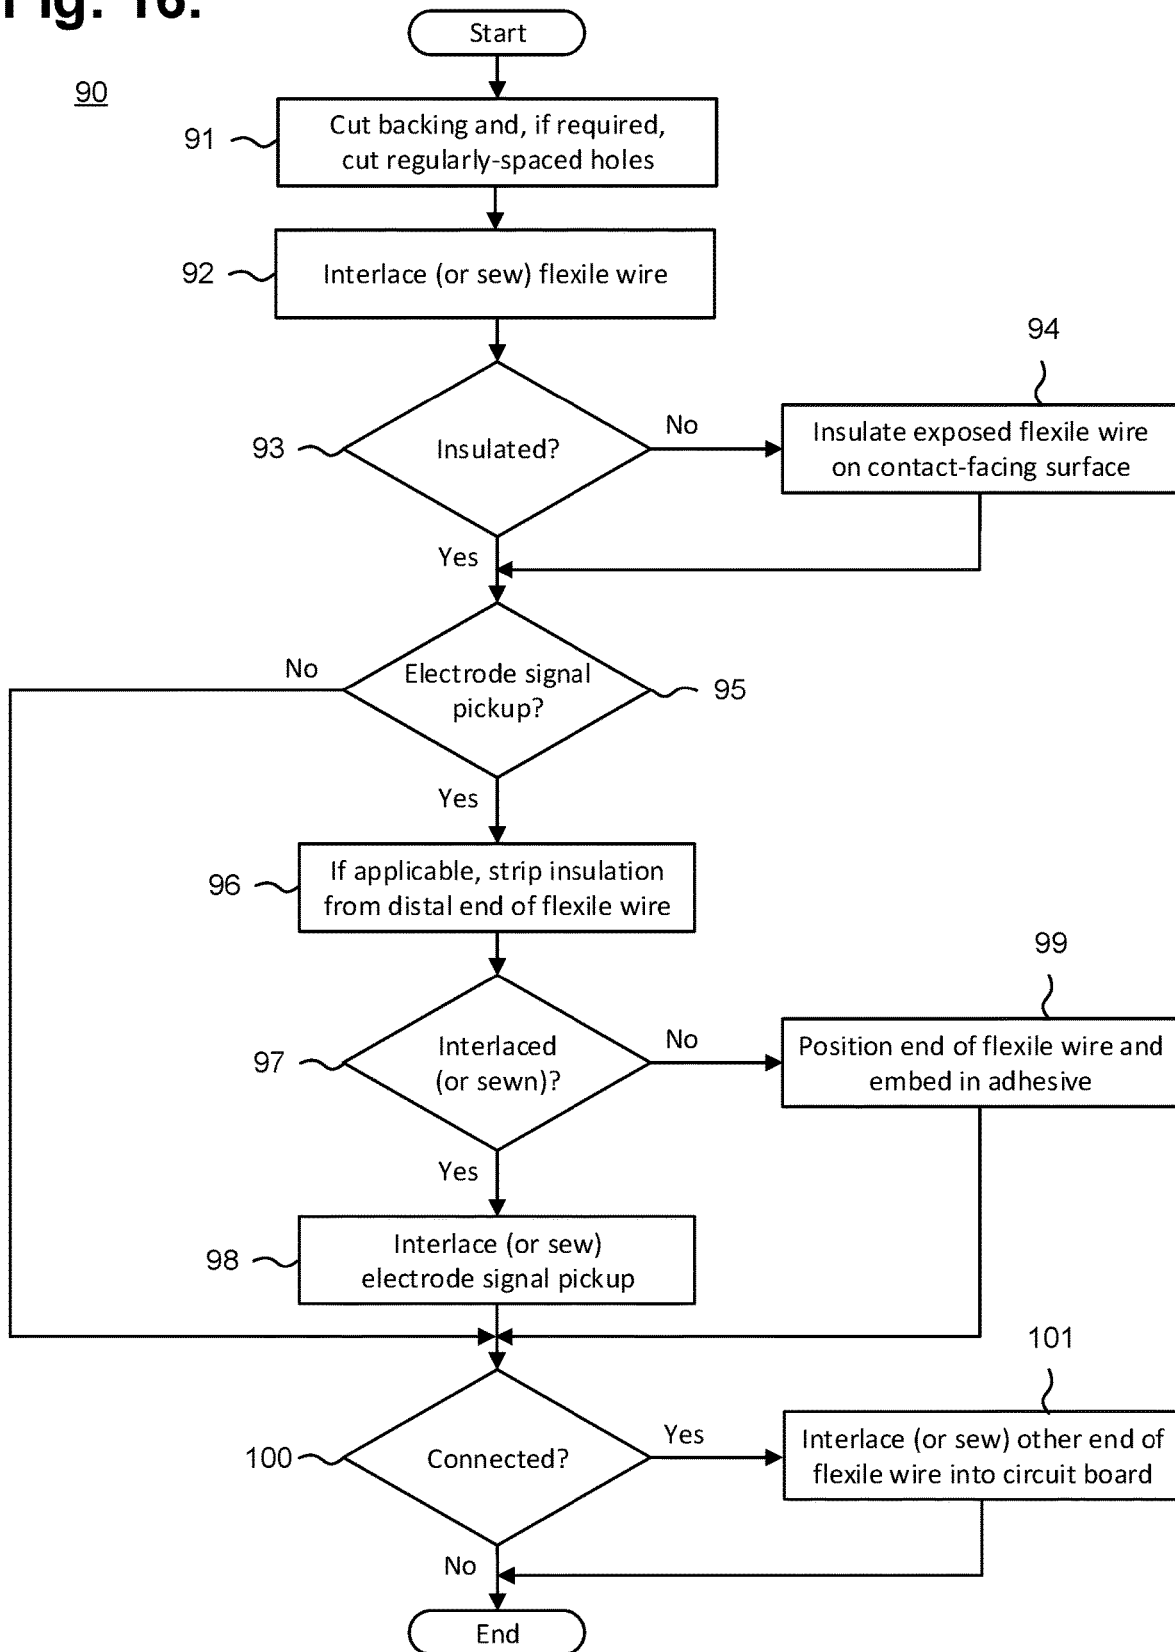 Fig. 16.
Start
90
91
Cut backing and, if required,
cut regularly-spaced holes
92
Interlace (or sew) flexile wire
94
93
Insulated?
No
Insulate exposed flexile wire
on contact-facing surface
Yes
No
Electrode signal
pickup?
95
Yes
96
If applicable, strip insulation
from distal end of flexile wire
99
97
Interlaced
(or sewn)?
No
Position end of flexile wire and
embed in adhesive
Yes
98
Interlace (or sew)
electrode signal pickup
101
100
Connected?
Yes
Interlace (or sew) other end of
flexile wire into circuit board
No
End